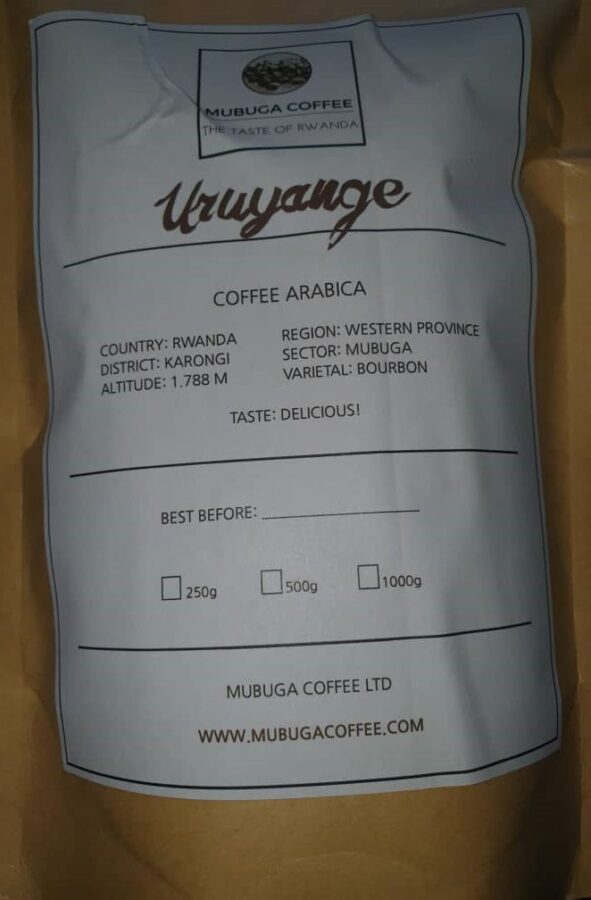 MUBUGA COFFEE
THE TASTE OF RWANDA
Uruyange
COFFEE ARABICA
COUNTRY: RWANDA
DISTRICT: KARONGI
ALTITUDE: 1.788 M
REGION: WESTERN PROVINCE
SECTOR: MUBUGA
VARIETAL: BOURBON
TASTE: DELICIOUS!
BEST BEFORE:
250g 500g 1000g
MUBUGA COFFEE LTD
WWW.MUBUGACOFFEE.COM